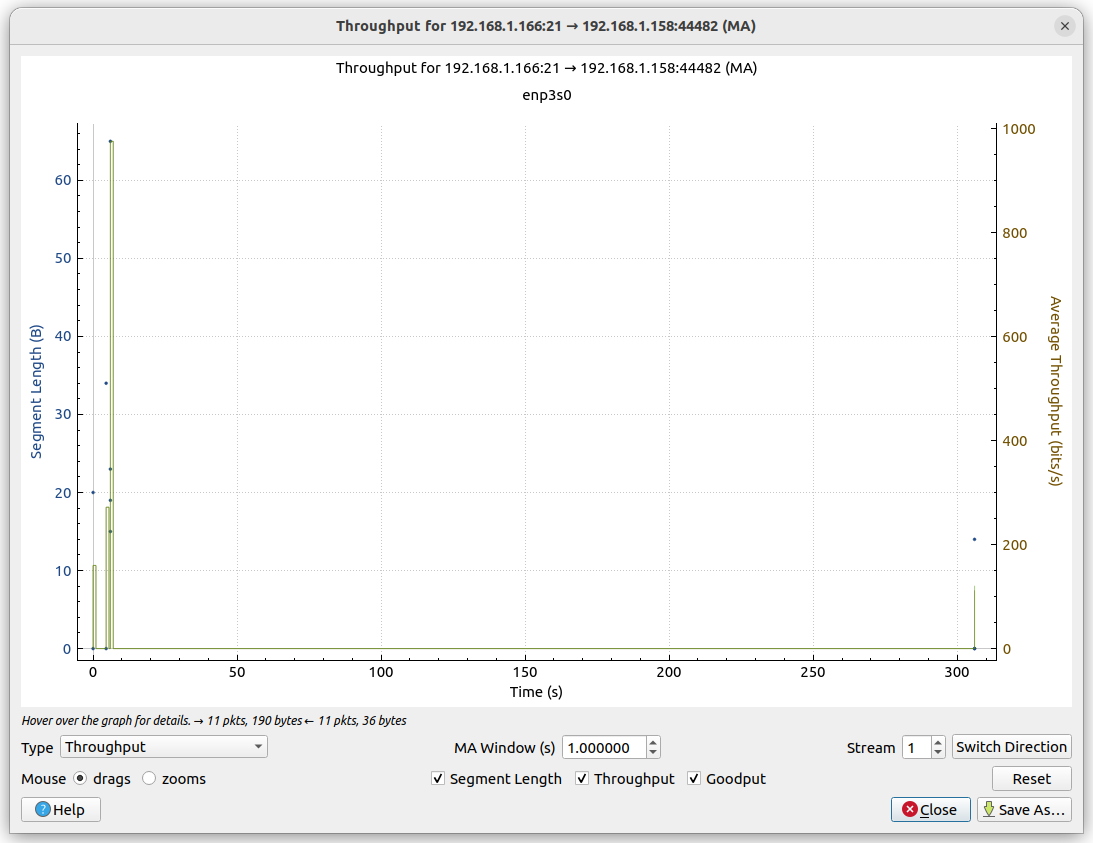 Throughput for 192.168.1.166:21 → 192.168.1.158:44482 (MA)
Throughput for 192.168.1.166:21 → 192.168.1.158:44482 (MA)
enp3s0
Segment Length (B)
60
50
40
30
20
10
0
1000
800
600
400
200
0
Average Throughput (bits/s)
0 50 100 150 200 250 300
Time (s)
Hover over the graph for details. → 11 pkts, 190 bytes ← 11 pkts, 36 bytes
Type Throughput MA Window (s) 1.000000 Stream 1 Switch Direction
Mouse drags zooms Segment Length Throughput Goodput Reset
Help Close Save As…